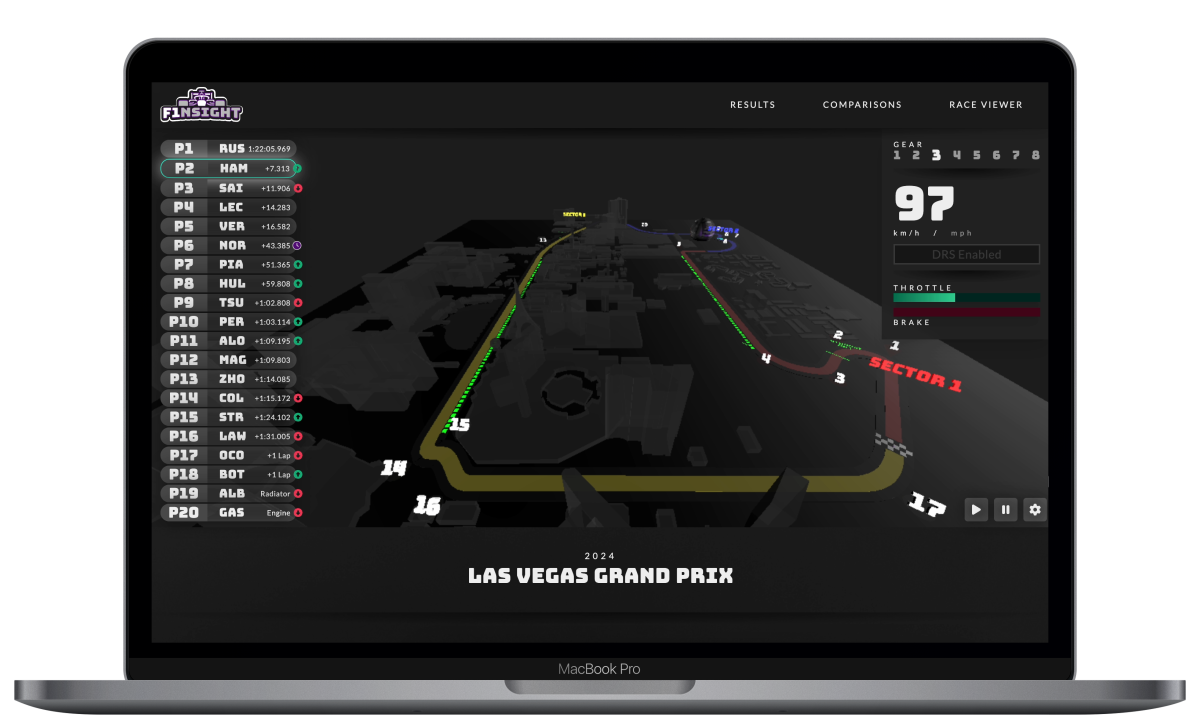 F1NSIGHT
RESULTS COMPARISONS RACE VIEWER
P1 RUS 1:22:05.969
P2 HAM +7.313
P3 SAI +11.906
P4 LEC +14.283
P5 VER +16.582
P6 NOR +43.385
P7 PIA +51.365
P8 HUL +59.808
P9 TSU +1:02.808
P10 PER +1:03.114
P11 ALO +1:09.195
P12 MAG +1:09.803
P13 ZHO +1:14.085
P14 COL +1:15.172
P15 STR +1:24.102
P16 LAW +1:31.005
P17 OCO +1 Lap
P18 BOT +1 Lap
P19 ALB Radiator
P20 GAS Engine
GEAR
1 2 3 4 5 6 7 8
97
km/h / mph
DRS Enabled
THROTTLE
BRAKE
2
1
4
3
SECTOR 1
15
14
16
17
2024
LAS VEGAS GRAND PRIX
MacBook Pro